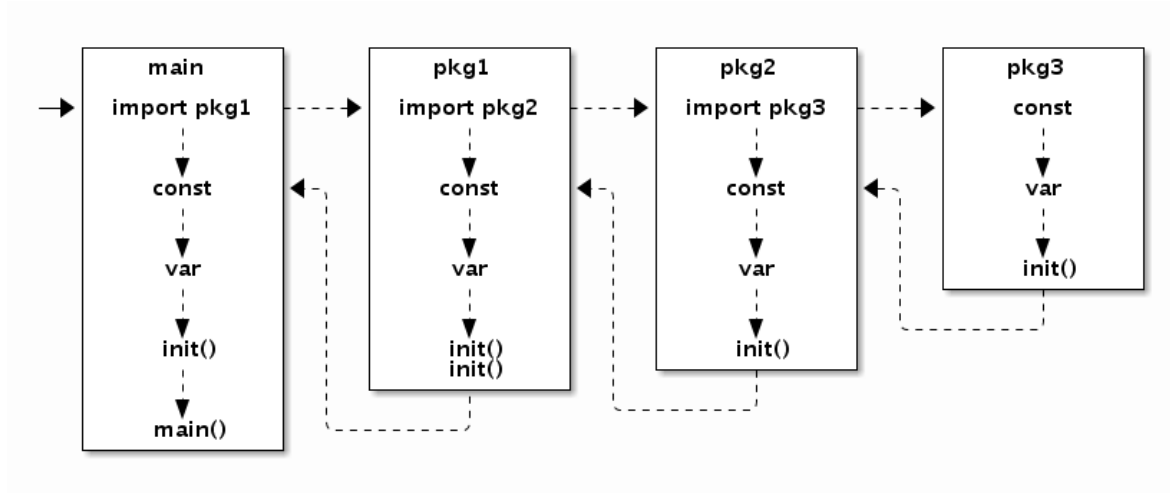 main
import pkg1
const
var
init()
main()
pkg1
import pkg2
const
var
init()
init()
pkg2
import pkg3
const
var
init()
pkg3
const
var
init()